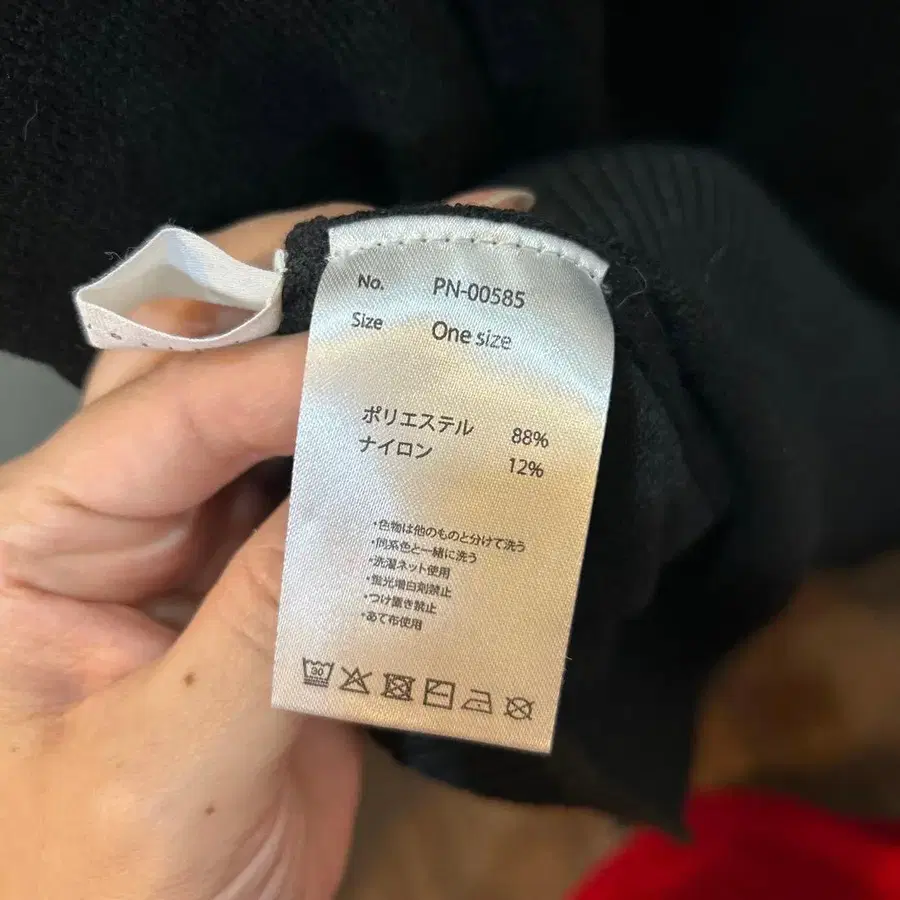 No. PN-00585
Size One size
ポリエステル 88%
ナイロン 12%
・色物は他のものと分けて洗う
・同系色と一緒に洗う
・洗濯ネット使用
・蛍光増白剤禁止
・つけ置き禁止
・あて布使用
30